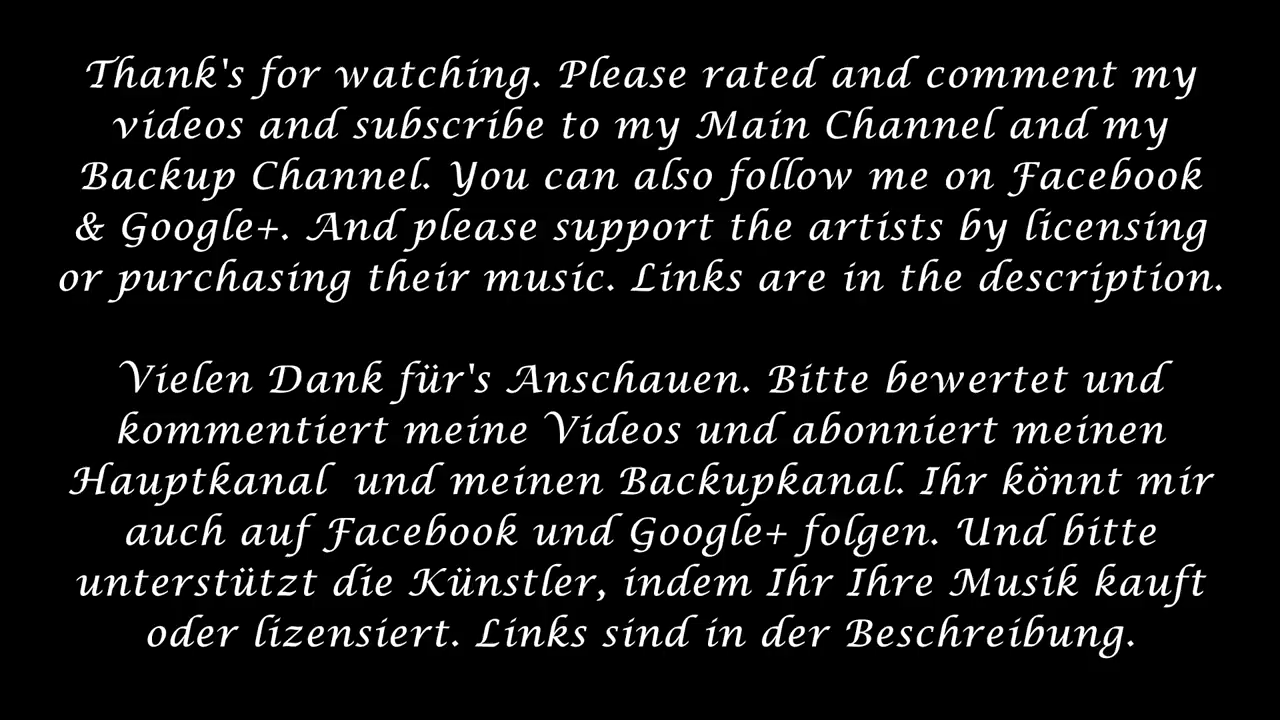 Thank's for watching. Please rated and comment my
videos and subscribe to my Main Channel and my
Backup Channel. You can also follow me on Facebook
& Google+. And please support the artists by licensing
or purchasing their music. Links are in the description.
Vielen Dank für's Anschauen. Bitte bewertet und
kommentiert meine Videos und abonniert meinen
Hauptkanal und meinen Backupkanal. Ihr könnt mir
auch auf Facebook und Google+ folgen. Und bitte
unterstützt die Künstler, indem Ihr Ihre Musik kauft
oder lizensiert. Links sind in der Beschreibung.